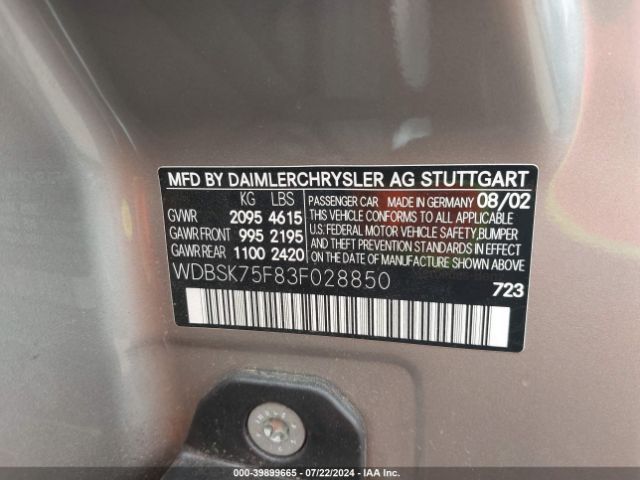 MFD BY DAIMLERCHRYSLER AG STUTTGART
KG LBS
GVWR 2095 4615
GAWR FRONT 995 2195
GAWR REAR 1100 2420
PASSENGER CAR MADE IN GERMANY 08/02
THIS VEHICLE CONFORMS TO ALL APPLICABLE
U.S. FEDERAL MOTOR VEHICLE SAFETY, BUMPER
AND THEFT PREVENTION STANDARDS IN EFFECT
ON THE DATE OF MANUFACTURE SHOWN ABOVE
WDBSK75F83F028850
723
000-39899665 - 07/22/2024 - IAA Inc.